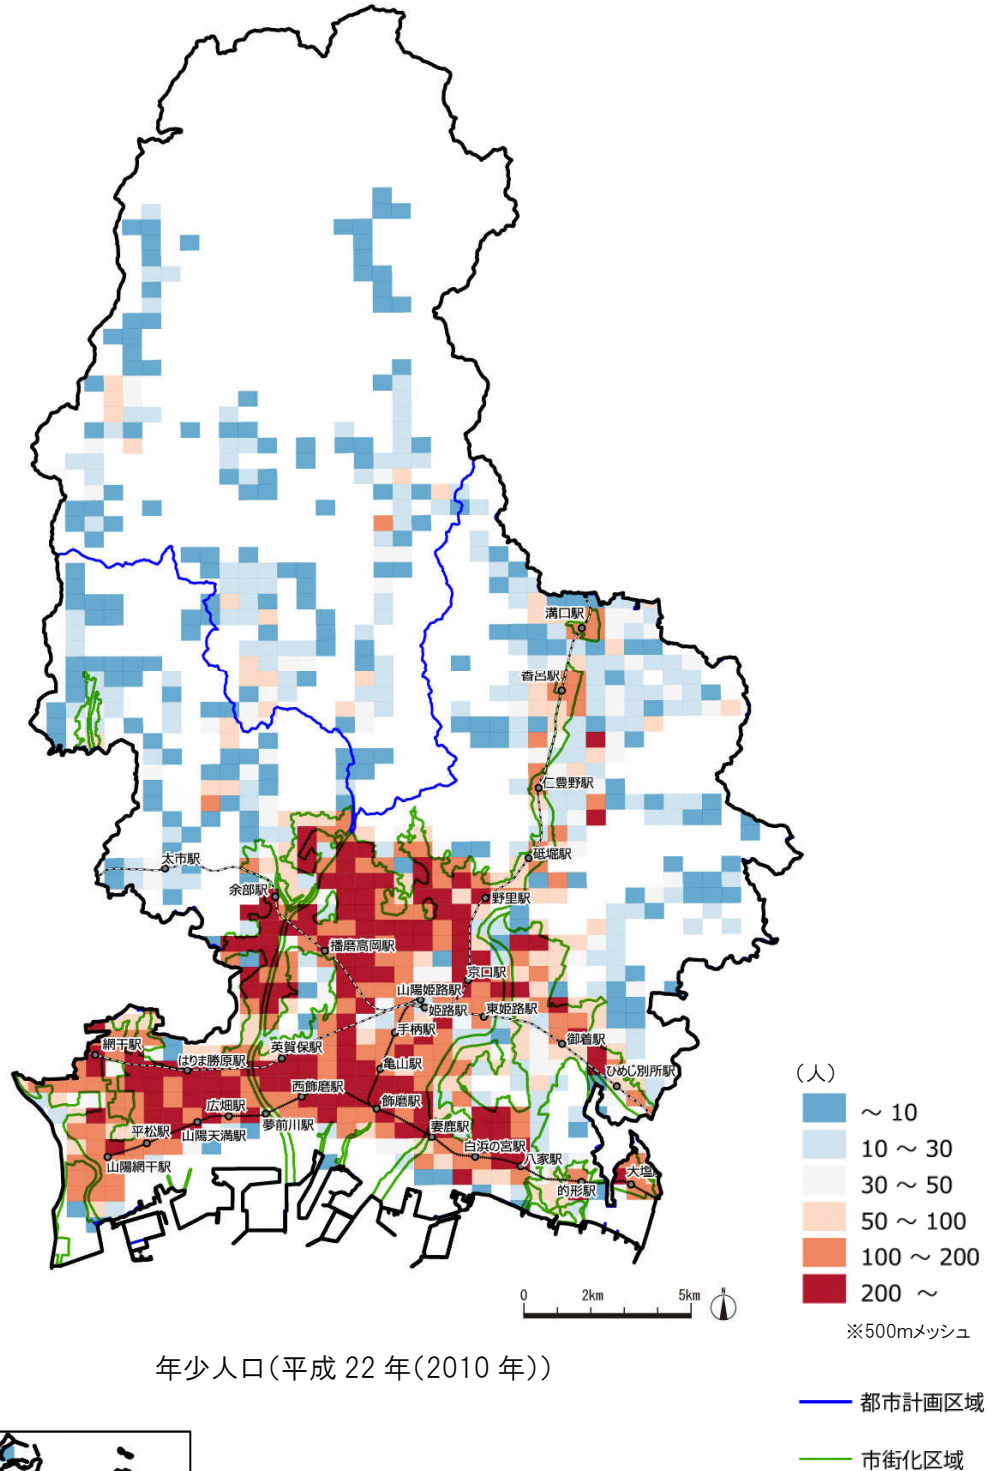 溝口駅
香呂駅
仁豊野駅
砥堀駅
太市駅
余部駅
野里駅
播磨高岡駅
京口駅
山陽姫路駅
姫路駅
東姫路駅
手柄駅
御着駅
網干駅
はりま勝原駅
英賀保駅
亀山駅
ひめじ別所駅
西飾磨駅
広畑駅
飾磨駅
平松駅
山陽天満駅
夢前川駅
妻鹿駅
白浜の宮駅
山陽網干駅
八家駅
大塩
的形駅
(人)
～ 10
10 ～ 30
30 ～ 50
50 ～ 100
100 ～ 200
200 ～
※500mメッシュ
0 2km 5km
N
年少人口(平成 22 年(2010 年))
都市計画区域
市街化区域